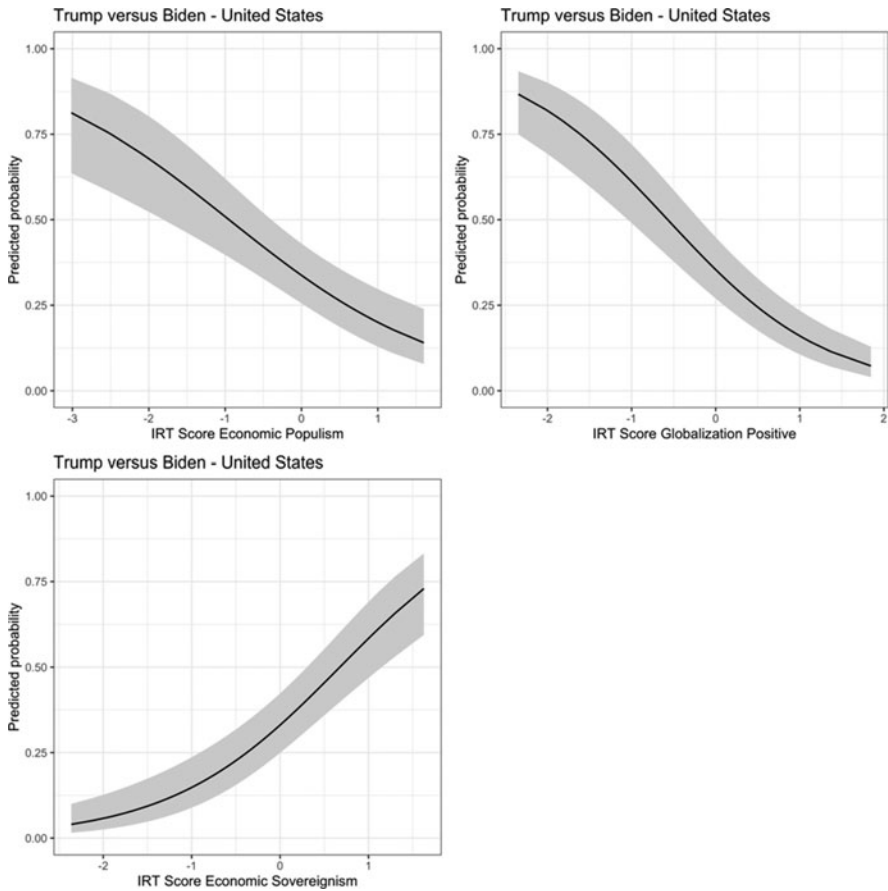 Trump versus Biden - United States
1.00
0.75
0.50
0.25
0.00
Predicted probability
-3 -2 -1 0 1
IRT Score Economic Populism
Trump versus Biden - United States
1.00
0.75
0.50
0.25
0.00
Predicted probability
-2 -1 0 1 2
IRT Score Globalization Positive
Trump versus Biden - United States
1.00
0.75
0.50
0.25
0.00
Predicted probability
-2 -1 0 1
IRT Score Economic Sovereignism